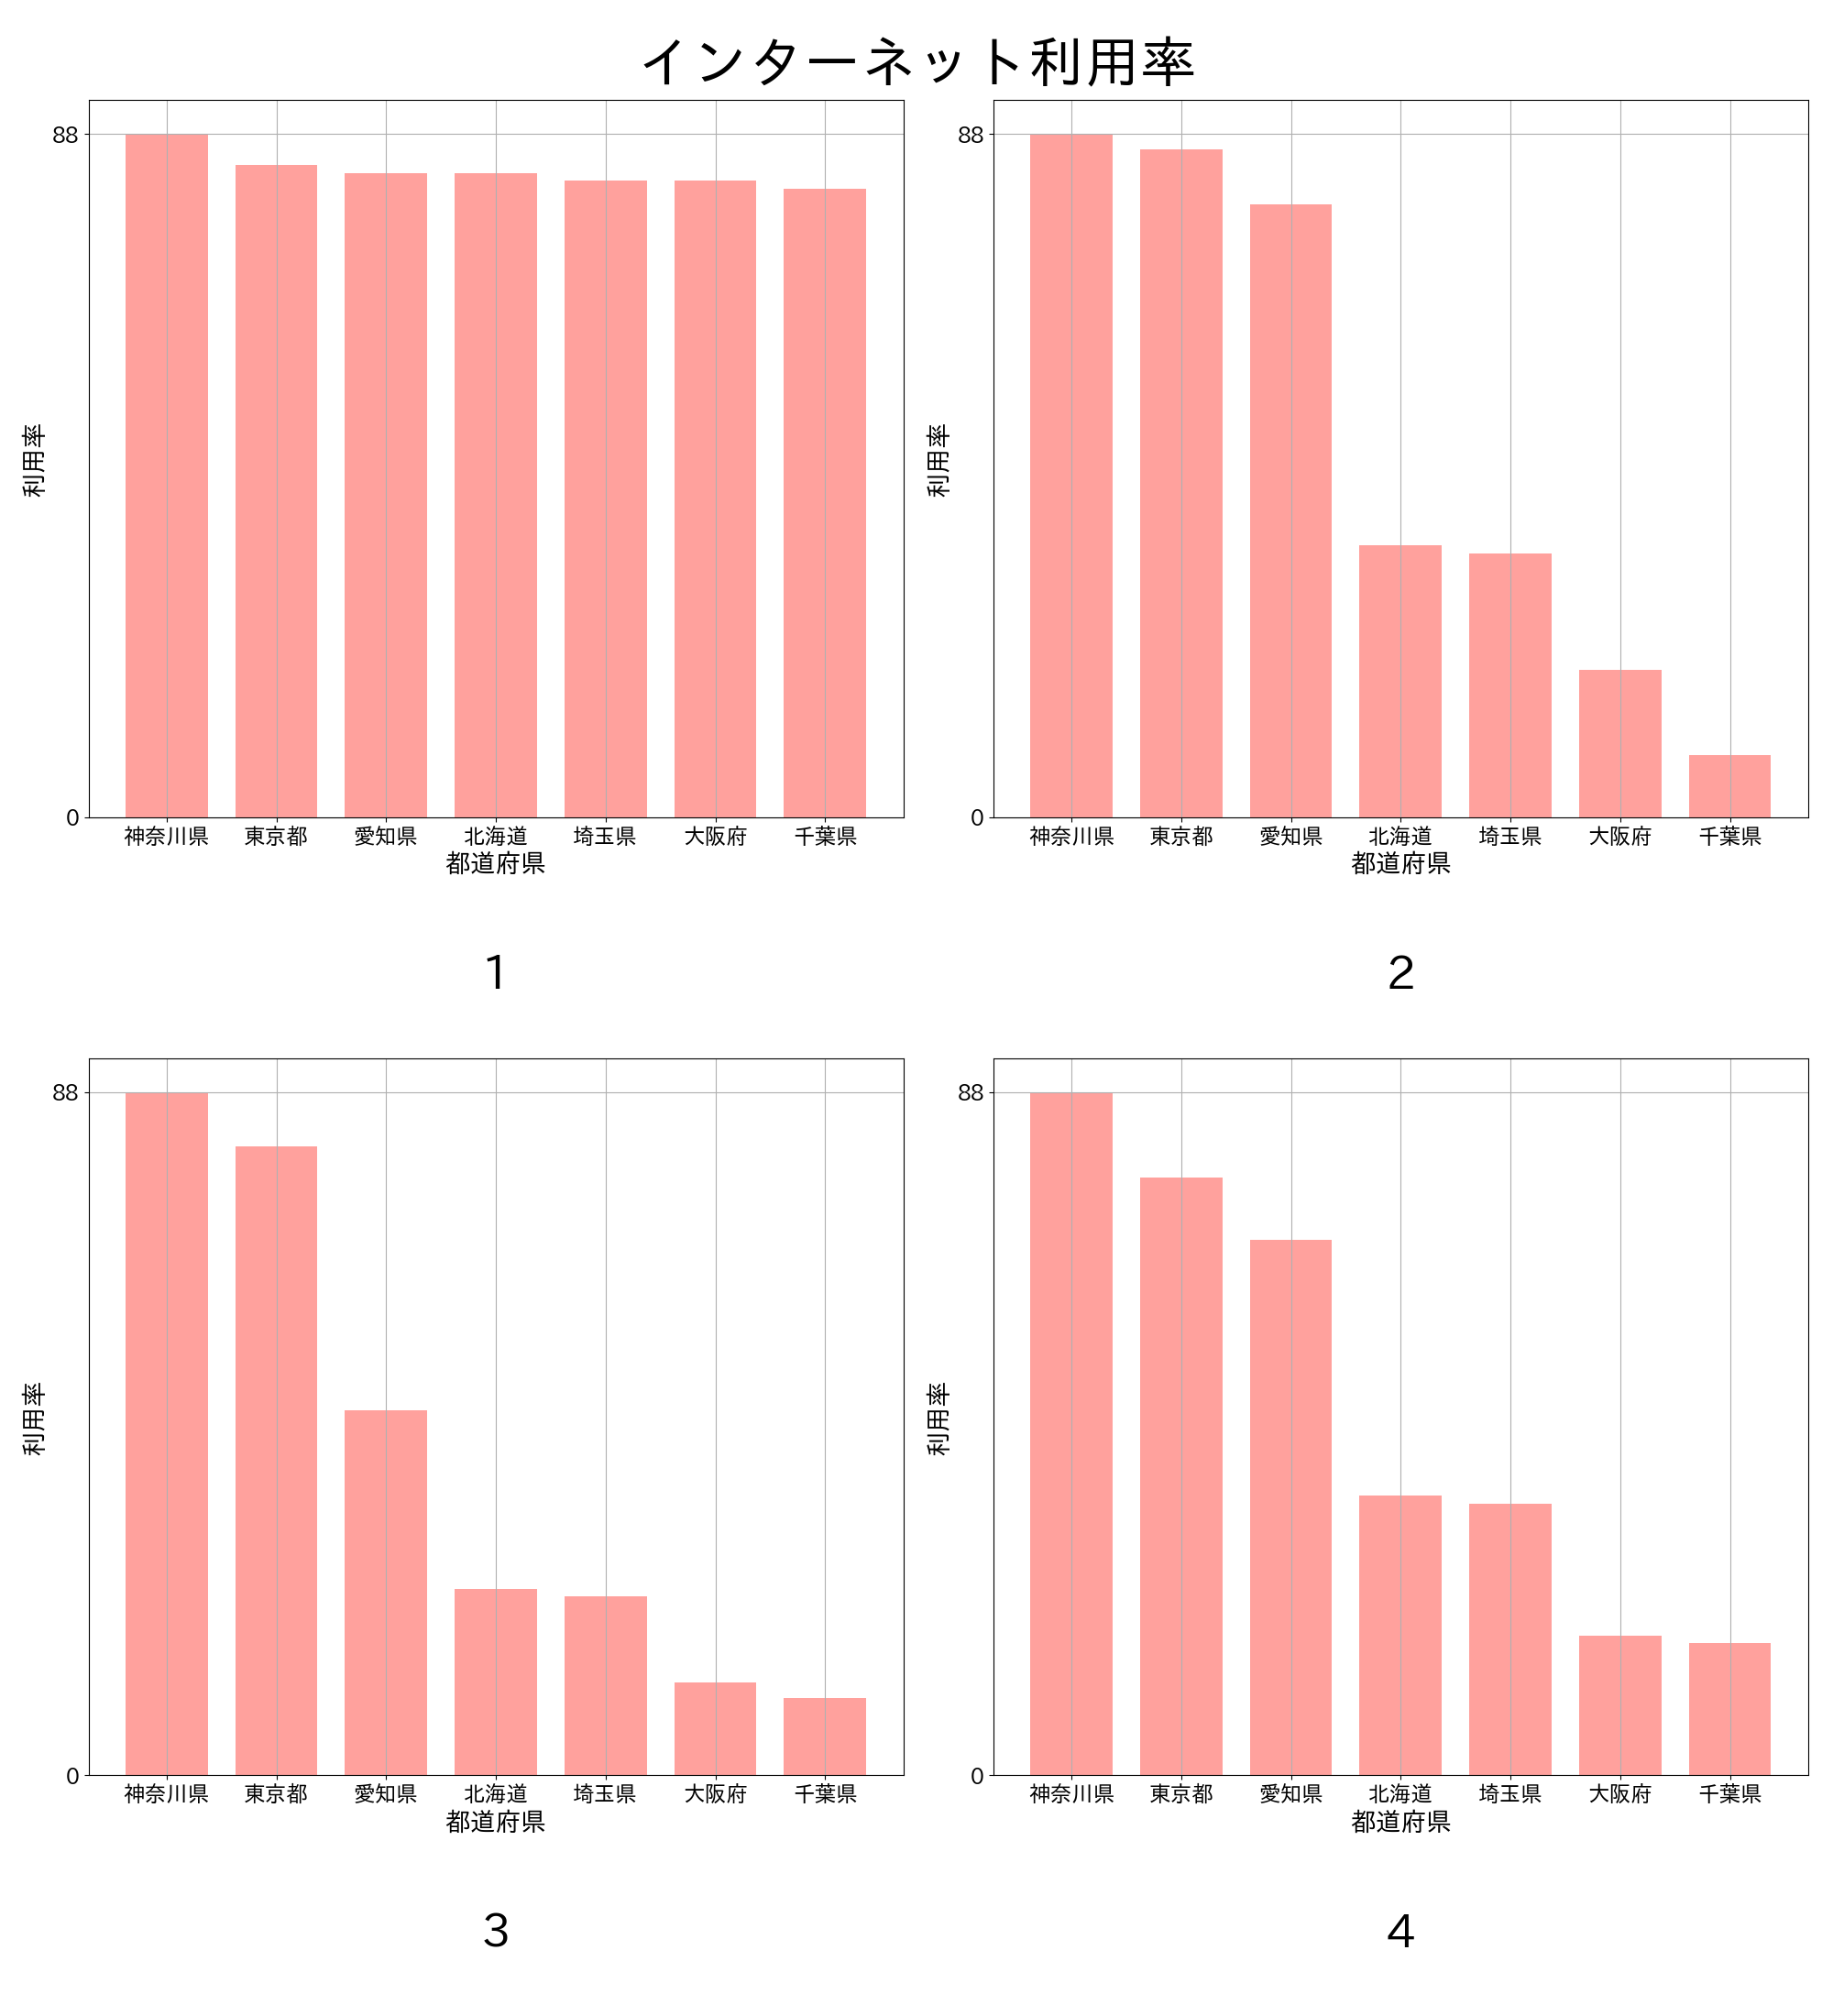 インターネット利用率
88
0
利用率
神奈川県 東京都 愛知県 北海道 埼玉県 大阪府 千葉県
都道府県
1
88
0
利用率
神奈川県 東京都 愛知県 北海道 埼玉県 大阪府 千葉県
都道府県
2
88
0
利用率
神奈川県 東京都 愛知県 北海道 埼玉県 大阪府 千葉県
都道府県
3
88
0
利用率
神奈川県 東京都 愛知県 北海道 埼玉県 大阪府 千葉県
都道府県
4